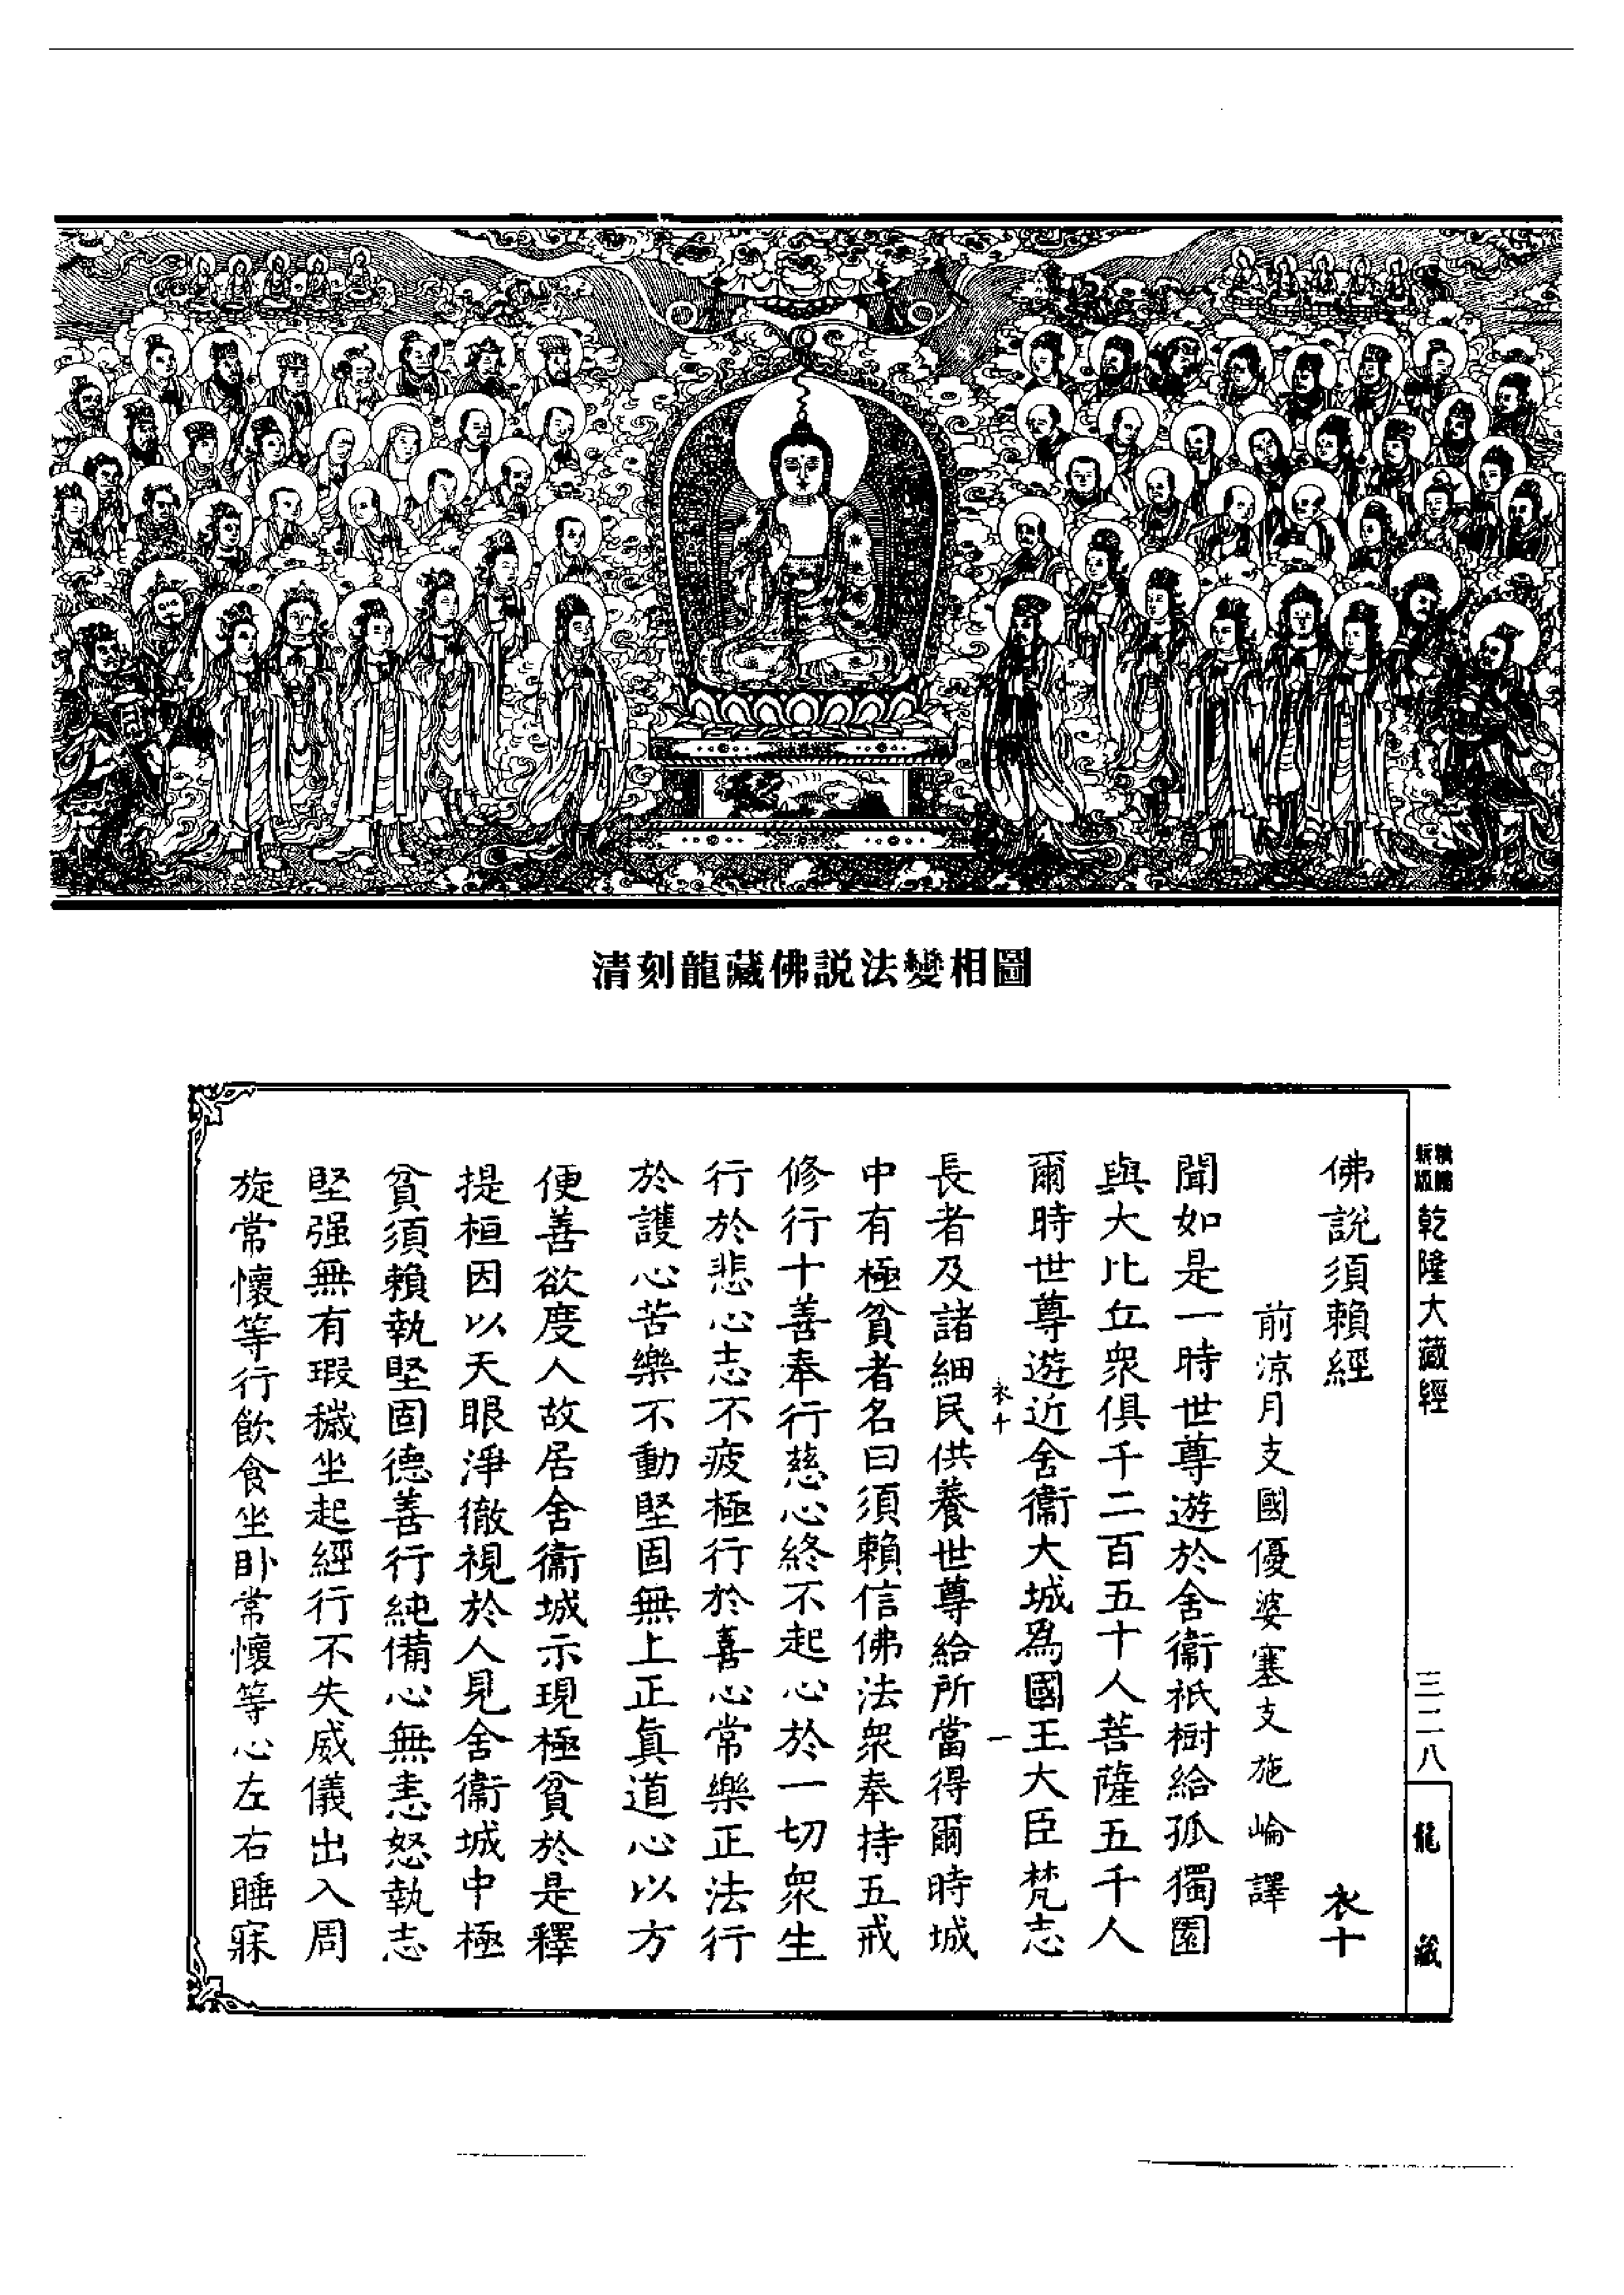 清刻龍藏佛説法變相圖
乾隆大藏經
三二八
龍藏
佛說須賴經 衣十
前涼月支國優婆塞支施崘譯
聞如是一時世尊遊於舍衞祇樹給孤獨園
與大比丘衆俱千二百五十人菩薩五千人
爾時世尊遊近舍衞大城爲國王大臣梵志
衣十 一
長者及諸細民供養世尊給所當得爾時城
中有極貧者名曰須賴信佛法衆奉持五戒
修行十善奉行慈心終不起心於一切衆生
行於悲心志不疲極行於喜心常樂正法行
於護心苦樂不動堅固無上正眞道心以方
便善欲度人故居舍衞城示現極貧於是釋
提桓因以天眼淨徹視於人見舍衞城中極
貧須賴執堅固德善行純備心無恚怒執志
堅强無有瑕穢坐起經行不失威儀出入周
旋常懷等行飮食坐臥常懷等心左右睡寐